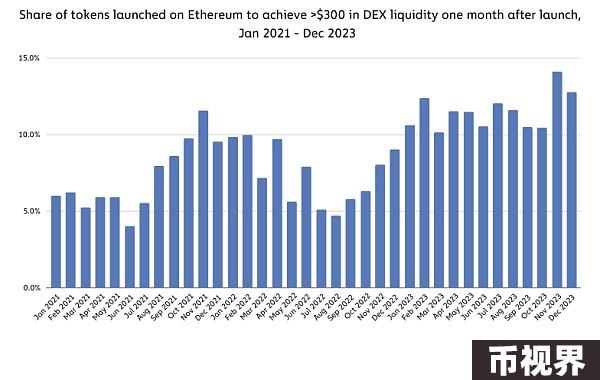 Share of tokens launched on Ethereum to achieve >$300 in DEX liquidity one month after launch,
Jan 2021 - Dec 2023
15.0%
10.0%
5.0%
0.0%
Jan 2021
Feb 2021
Mar 2021
Apr 2021
May 2021
Jun 2021
Jul 2021
Aug 2021
Sep 2021
Oct 2021
Nov 2021
Dec 2021
Jan 2022
Feb 2022
Mar 2022
Apr 2022
May 2022
Jun 2022
Jul 2022
Aug 2022
Sep 2022
Oct 2022
Nov 2022
Dec 2022
Jan 2023
Feb 2023
Mar 2023
Apr 2023
May 2023
Jun 2023
Jul 2023
Aug 2023
Sep 2023
Oct 2023
Nov 2023
Dec 2023
币视界